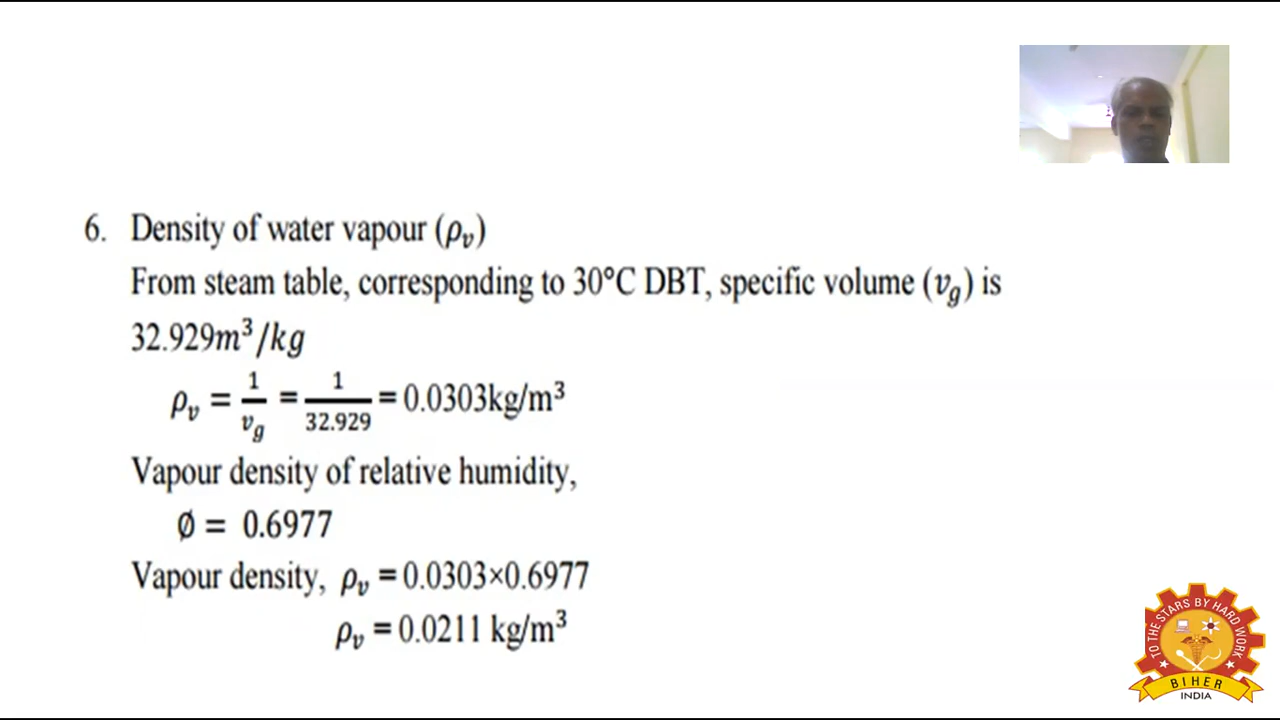 6. Density of water vapour (ρᵥ)
From steam table, corresponding to 30°C DBT, specific volume (v_g) is
32.929m³/kg
ρᵥ = 1/v_g = 1/32.929 = 0.0303kg/m³
Vapour density of relative humidity,
Ø = 0.6977
Vapour density, ρᵥ = 0.0303×0.6977
ρᵥ = 0.0211 kg/m³
TO THE STARS BY HARD WORK
BIHER
INDIA